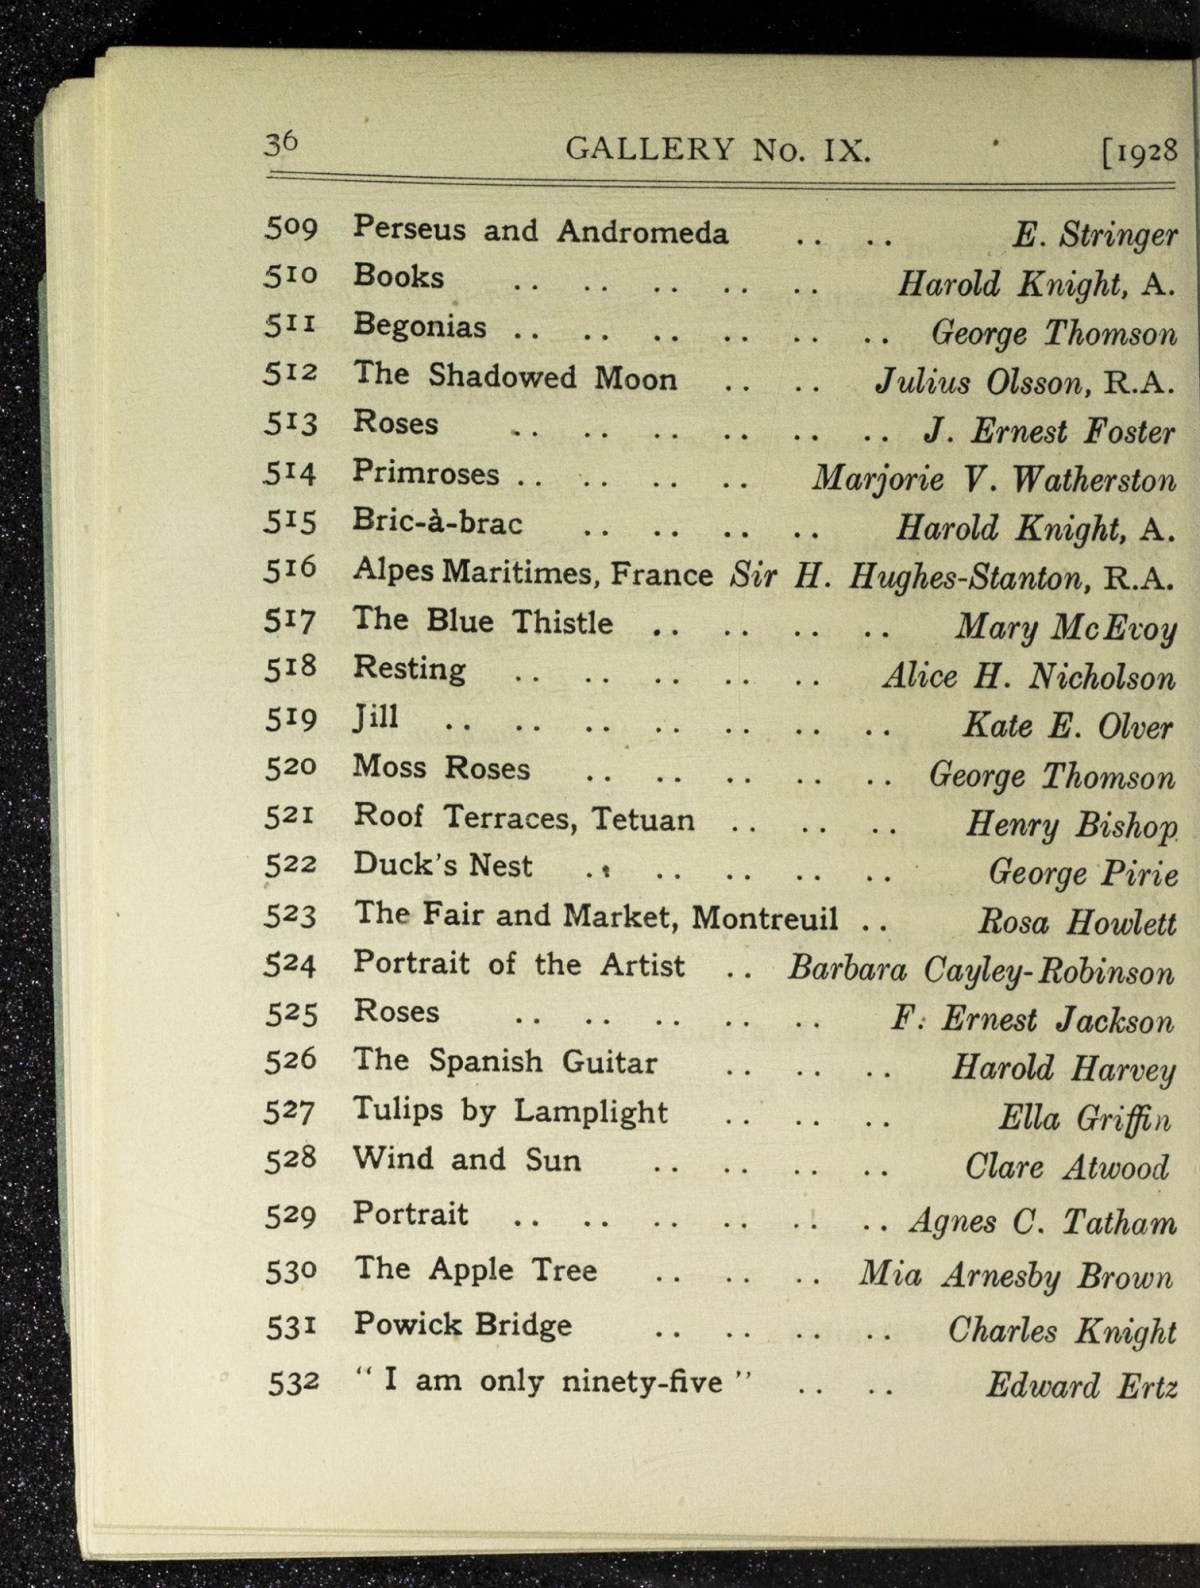 36 GALLERY No. IX. [1928
509 Perseus and Andromeda .. .. E. Stringer
510 Books .. .. .. .. .. Harold Knight, A.
511 Begonias .. .. .. .. .. .. George Thomson
512 The Shadowed Moon .. .. Julius Olsson, R.A.
513 Roses .. .. .. .. .. .. J. Ernest Foster
514 Primroses .. .. .. .. Marjorie V. Watherston
515 Bric-à-brac .. .. .. .. Harold Knight, A.
516 Alpes Maritimes, France Sir H. Hughes-Stanton, R.A.
517 The Blue Thistle .. .. .. .. Mary McEvoy
518 Resting .. .. .. .. .. Alice H. Nicholson
519 Jill .. .. .. .. .. .. .. Kate E. Olver
520 Moss Roses .. .. .. .. .. George Thomson
521 Roof Terraces, Tetuan .. .. .. Henry Bishop
522 Duck's Nest .. .. .. .. .. George Pirie
523 The Fair and Market, Montreuil .. Rosa Howlett
524 Portrait of the Artist .. Barbara Cayley-Robinson
525 Roses .. .. .. .. .. F. Ernest Jackson
526 The Spanish Guitar .. .. .. Harold Harvey
527 Tulips by Lamplight .. .. .. Ella Griffin
528 Wind and Sun .. .. .. .. Clare Atwood
529 Portrait .. .. .. .. .. .. Agnes C. Tatham
530 The Apple Tree .. .. .. Mia Arnesby Brown
531 Powick Bridge .. .. .. .. Charles Knight
532 "I am only ninety-five" .. .. Edward Ertz